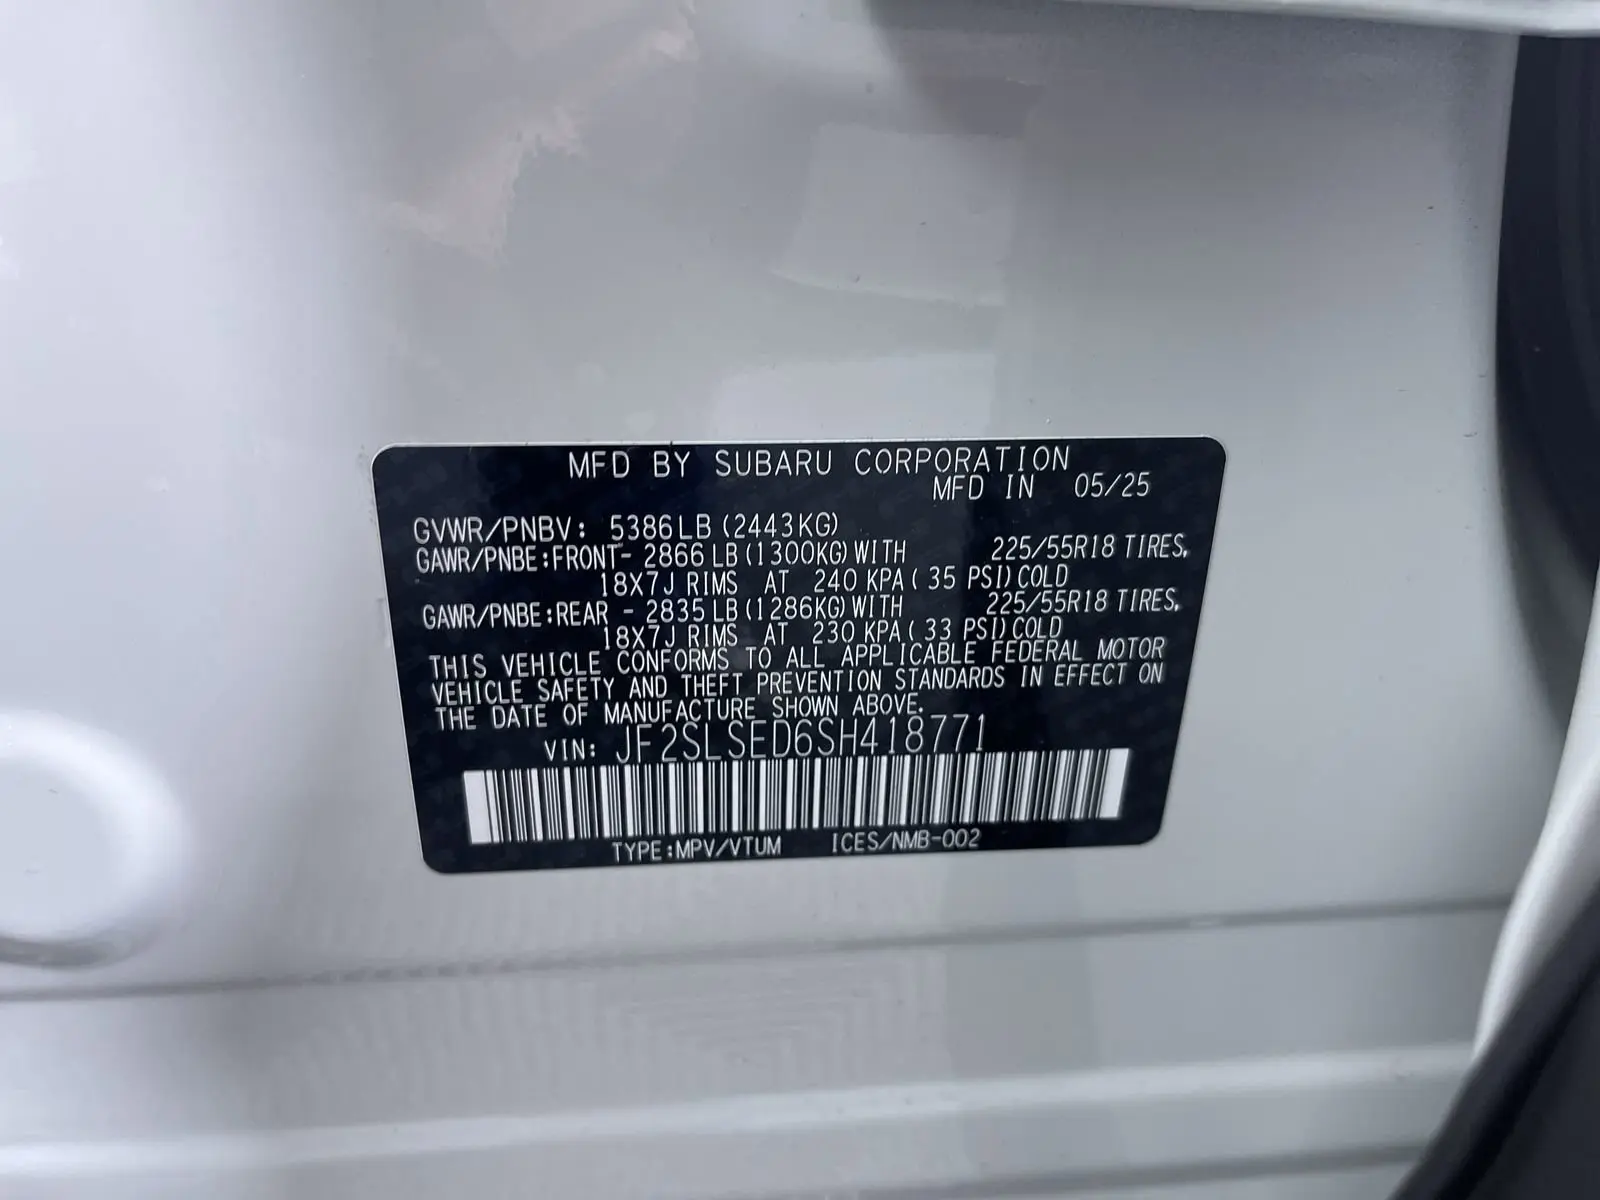 MFD BY SUBARU CORPORATION
MFD IN 05/25
GVWR/PNBV: 5386LB (2443KG)
GAWR/PNBE:FRONT- 2866 LB(1300KG)WITH 225/55R18 TIRES,
18X7J RIMS AT 240 KPA( 35 PSI)COLD
GAWR/PNBE:REAR - 2835LB(1286KG)WITH 225/55R18 TIRES,
18X7J RIMS AT 230 KPA( 33 PSI)COLD
THIS VEHICLE CONFORMS TO ALL APPLICABLE FEDERAL MOTOR
VEHICLE SAFETY AND THEFT PREVENTION STANDARDS IN EFFECT ON
THE DATE OF MANUFACTURE SHOWN ABOVE.
VIN: JF2SLSED6SH418771
TYPE:MPV/VTUM ICES/NMB-002